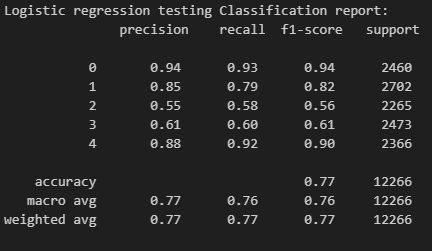 Logistic regression testing Classification report:
precision recall f1-score support
0 0.94 0.93 0.94 2460
1 0.85 0.79 0.82 2702
2 0.55 0.58 0.56 2265
3 0.61 0.60 0.61 2473
4 0.88 0.92 0.90 2366
accuracy 0.77 12266
macro avg 0.77 0.76 0.76 12266
weighted avg 0.77 0.77 0.77 12266